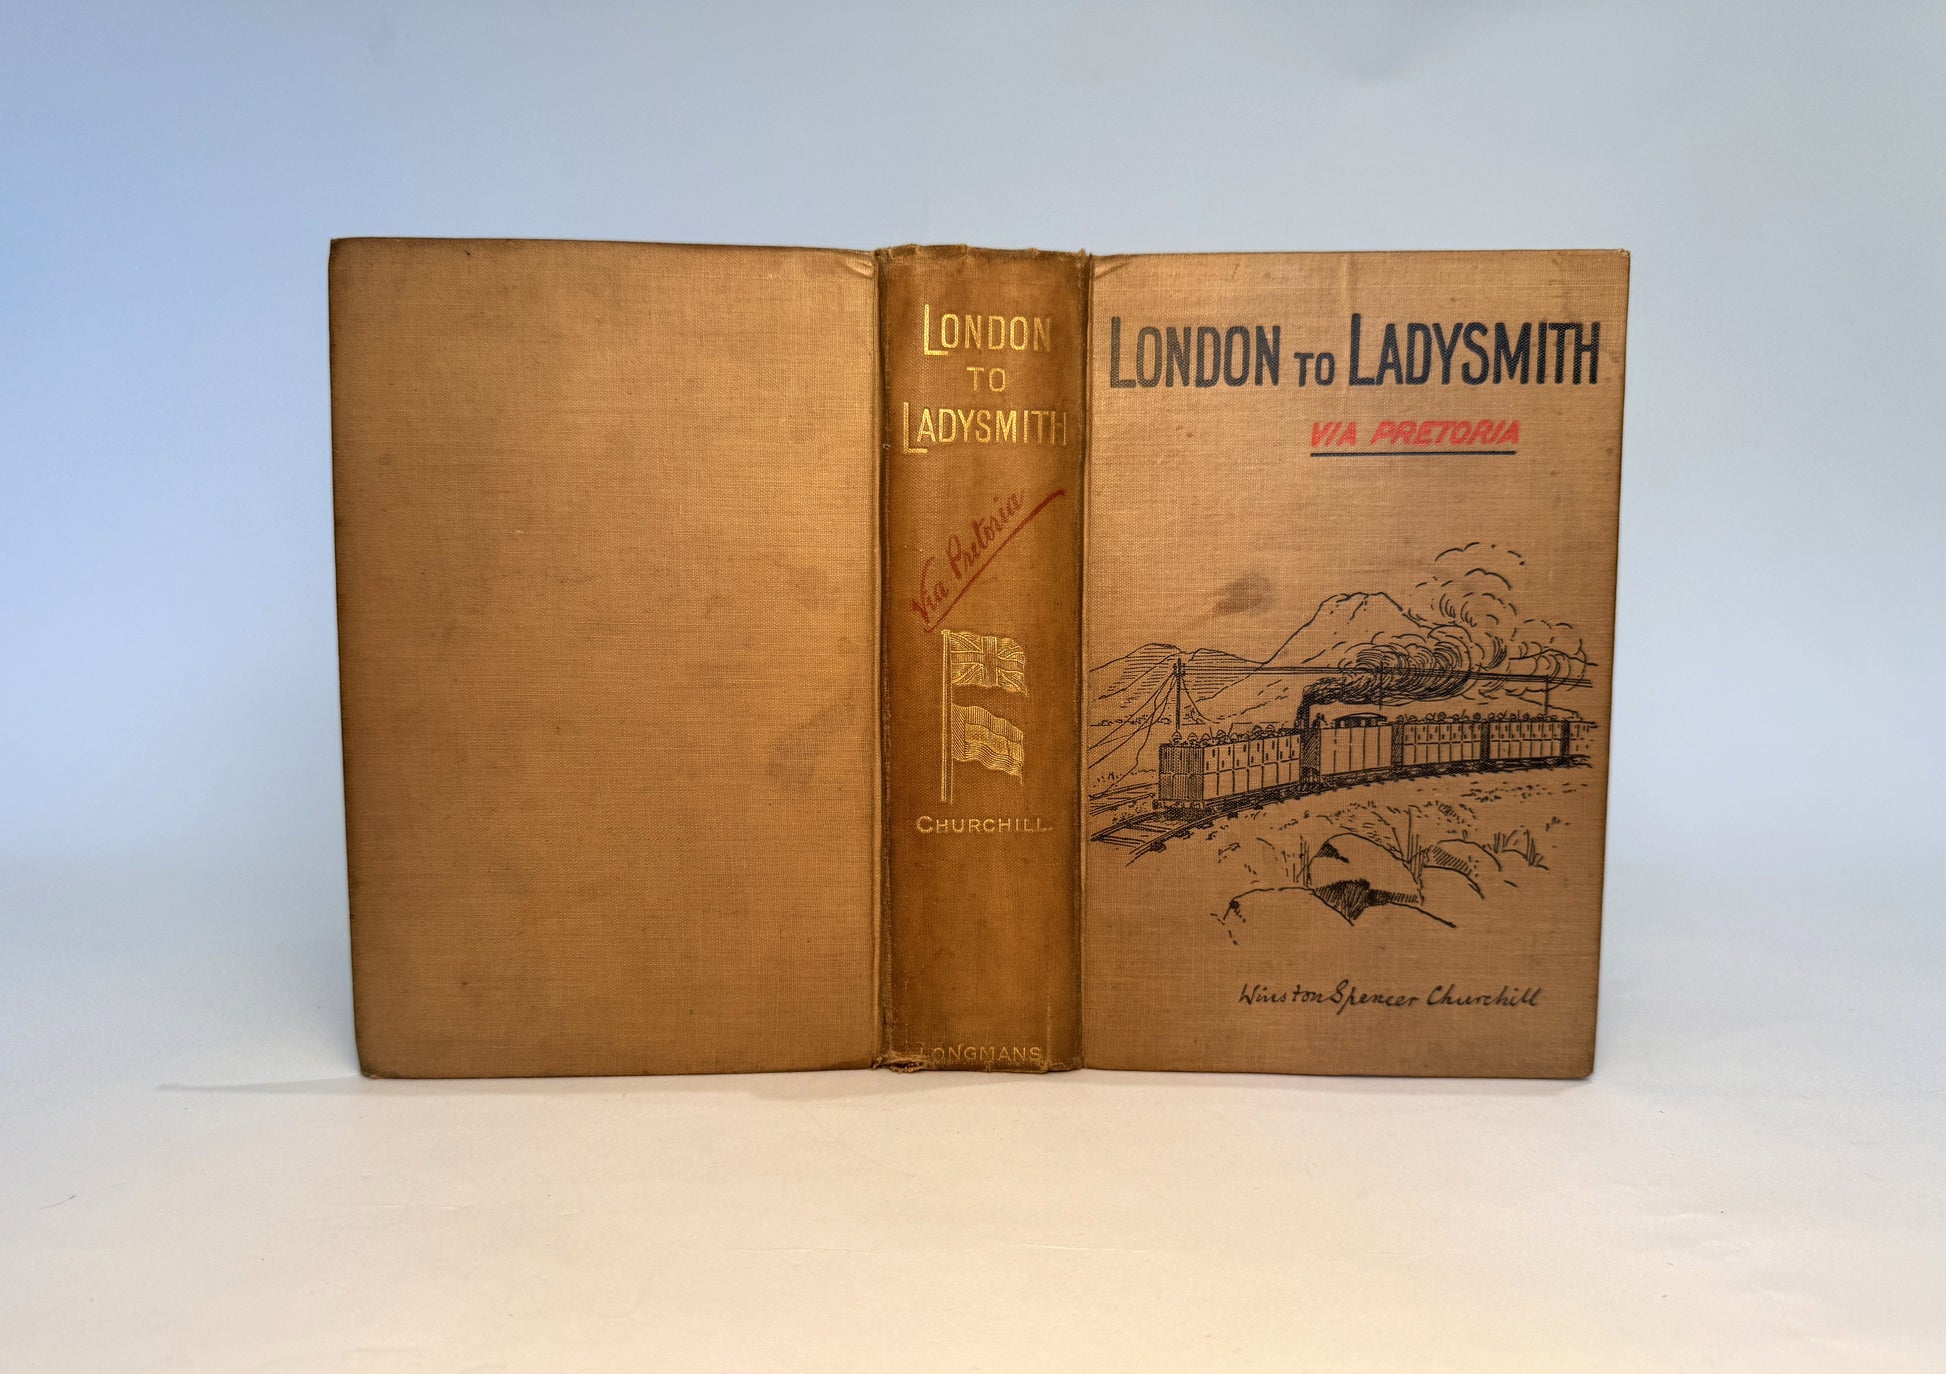 LONDON
TO
LADYSMITH
Via Pretoria
CHURCHILL.
LONGMANS
LONDON TO LADYSMITH
VIA PRETORIA
Winston Spencer Churchill